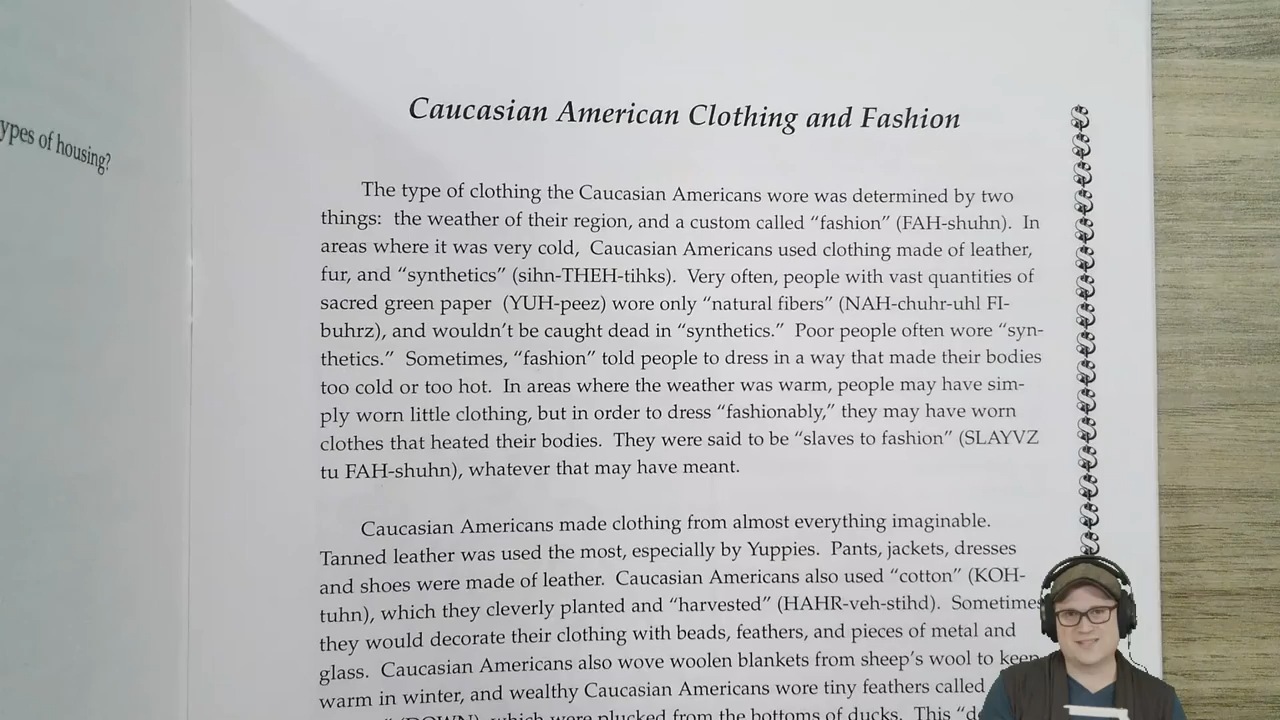 ypes of housing?
Caucasian American Clothing and Fashion
The type of clothing the Caucasian Americans wore was determined by two
things:  the weather of their region, and a custom called “fashion” (FAH-shuhn).  In
areas where it was very cold,  Caucasian Americans used clothing made of leather,
fur, and “synthetics” (sihn-THEH-tihks).  Very often, people with vast quantities of
sacred green paper  (YUH-peez) wore only “natural fibers” (NAH-chuhr-uhl FI-
buhrz), and wouldn’t be caught dead in “synthetics.”  Poor people often wore “syn-
thetics.”  Sometimes, “fashion” told people to dress in a way that made their bodies
too cold or too hot.  In areas where the weather was warm, people may have sim-
ply worn little clothing, but in order to dress “fashionably,” they may have worn
clothes that heated their bodies.  They were said to be “slaves to fashion” (SLAYVZ
tu FAH-shuhn), whatever that may have meant.
Caucasian Americans made clothing from almost everything imaginable.
Tanned leather was used the most, especially by Yuppies.  Pants, jackets, dresses
and shoes were made of leather.  Caucasian Americans also used “cotton” (KOH-
tuhn), which they cleverly planted and “harvested” (HAHR-veh-stihd).  Sometimes
they would decorate their clothing with beads, feathers, and pieces of metal and
glass.  Caucasian Americans also wove woolen blankets from sheep’s wool to keep
warm in winter, and wealthy Caucasian Americans wore tiny feathers called
(DOWN), which were plucked from the bottoms of ducks.  This